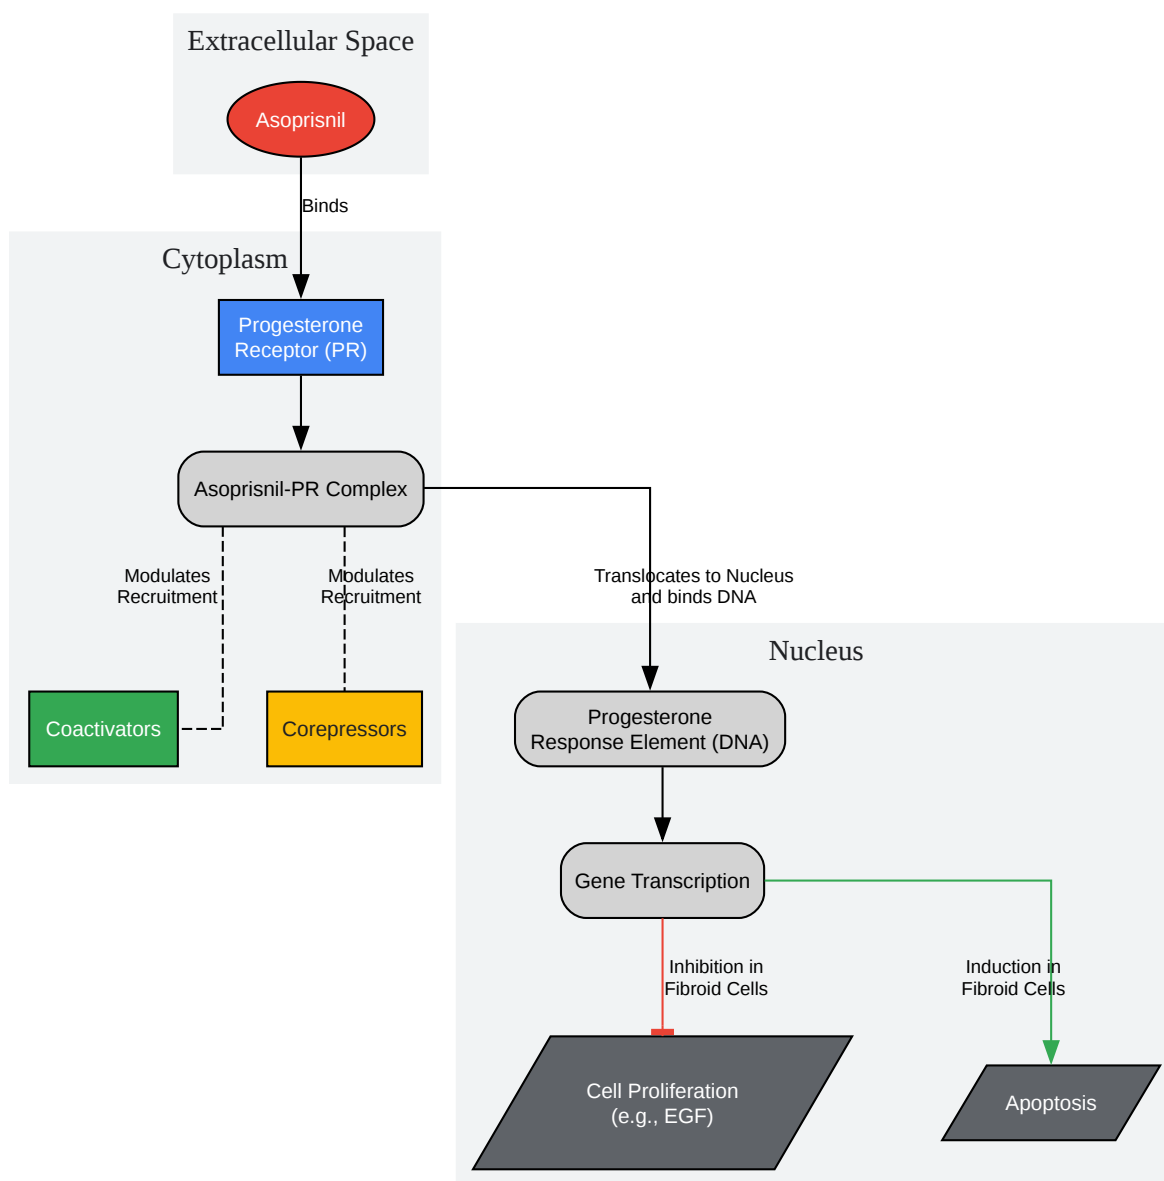 Extracellular Space
Asoprisnil
Binds
Cytoplasm
Progesterone
Receptor (PR)
Asoprisnil-PR Complex
Modulates
Recruitment
Modulates
Recruitment
Translocates to Nucleus
and binds DNA
Nucleus
Coactivators
Corepressors
Progesterone
Response Element (DNA)
Gene Transcription
Inhibition in
Fibroid Cells
Induction in
Fibroid Cells
Cell Proliferation
(e.g., EGF)
Apoptosis